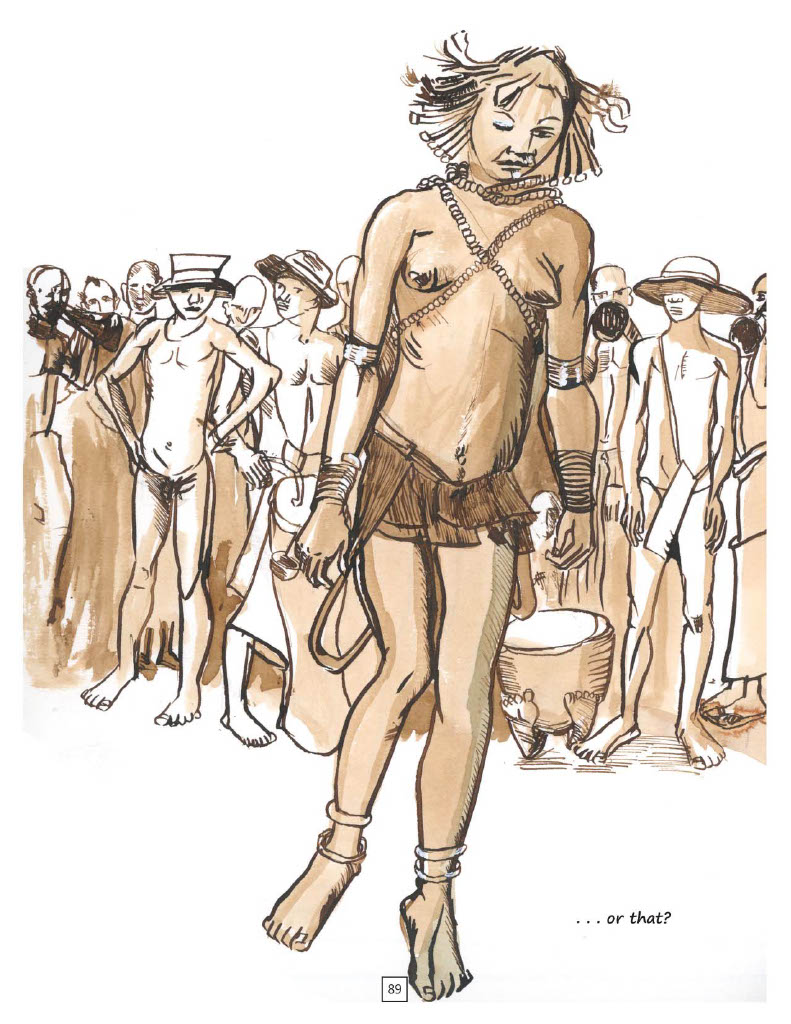 . . . or that?
89